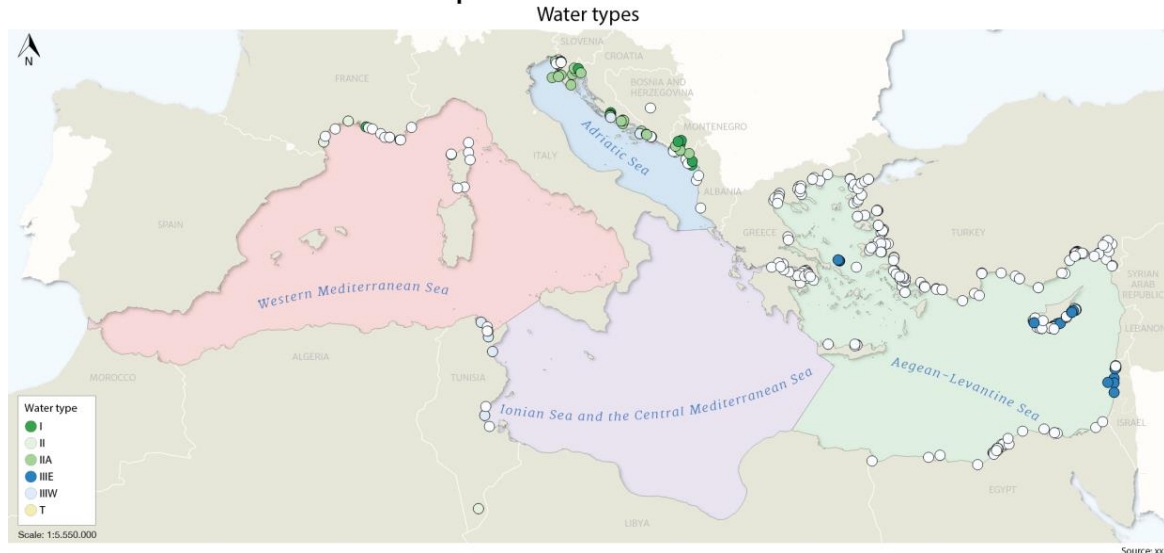 Water types
N
SLOVENIA
CROATIA
FRANCE
BOSNIA AND
HERZEGOVINA
MONTENEGRO
Adriatic Sea
ITALY
ALBANIA
SPAIN
GREECE
TURKEY
Western Mediterranean Sea
SYRIAN
ARAB
REPUBLIC
LEBANON
ALGERIA
MOROCCO
TUNISIA
Ionian Sea and the Central Mediterranean Sea
Aegean-Levantine Sea
ISRAEL
EGYPT
LIBYA
Water type
I
II
IIA
IIIE
IIIW
T
Scale: 1:5.550.000
Source: xx